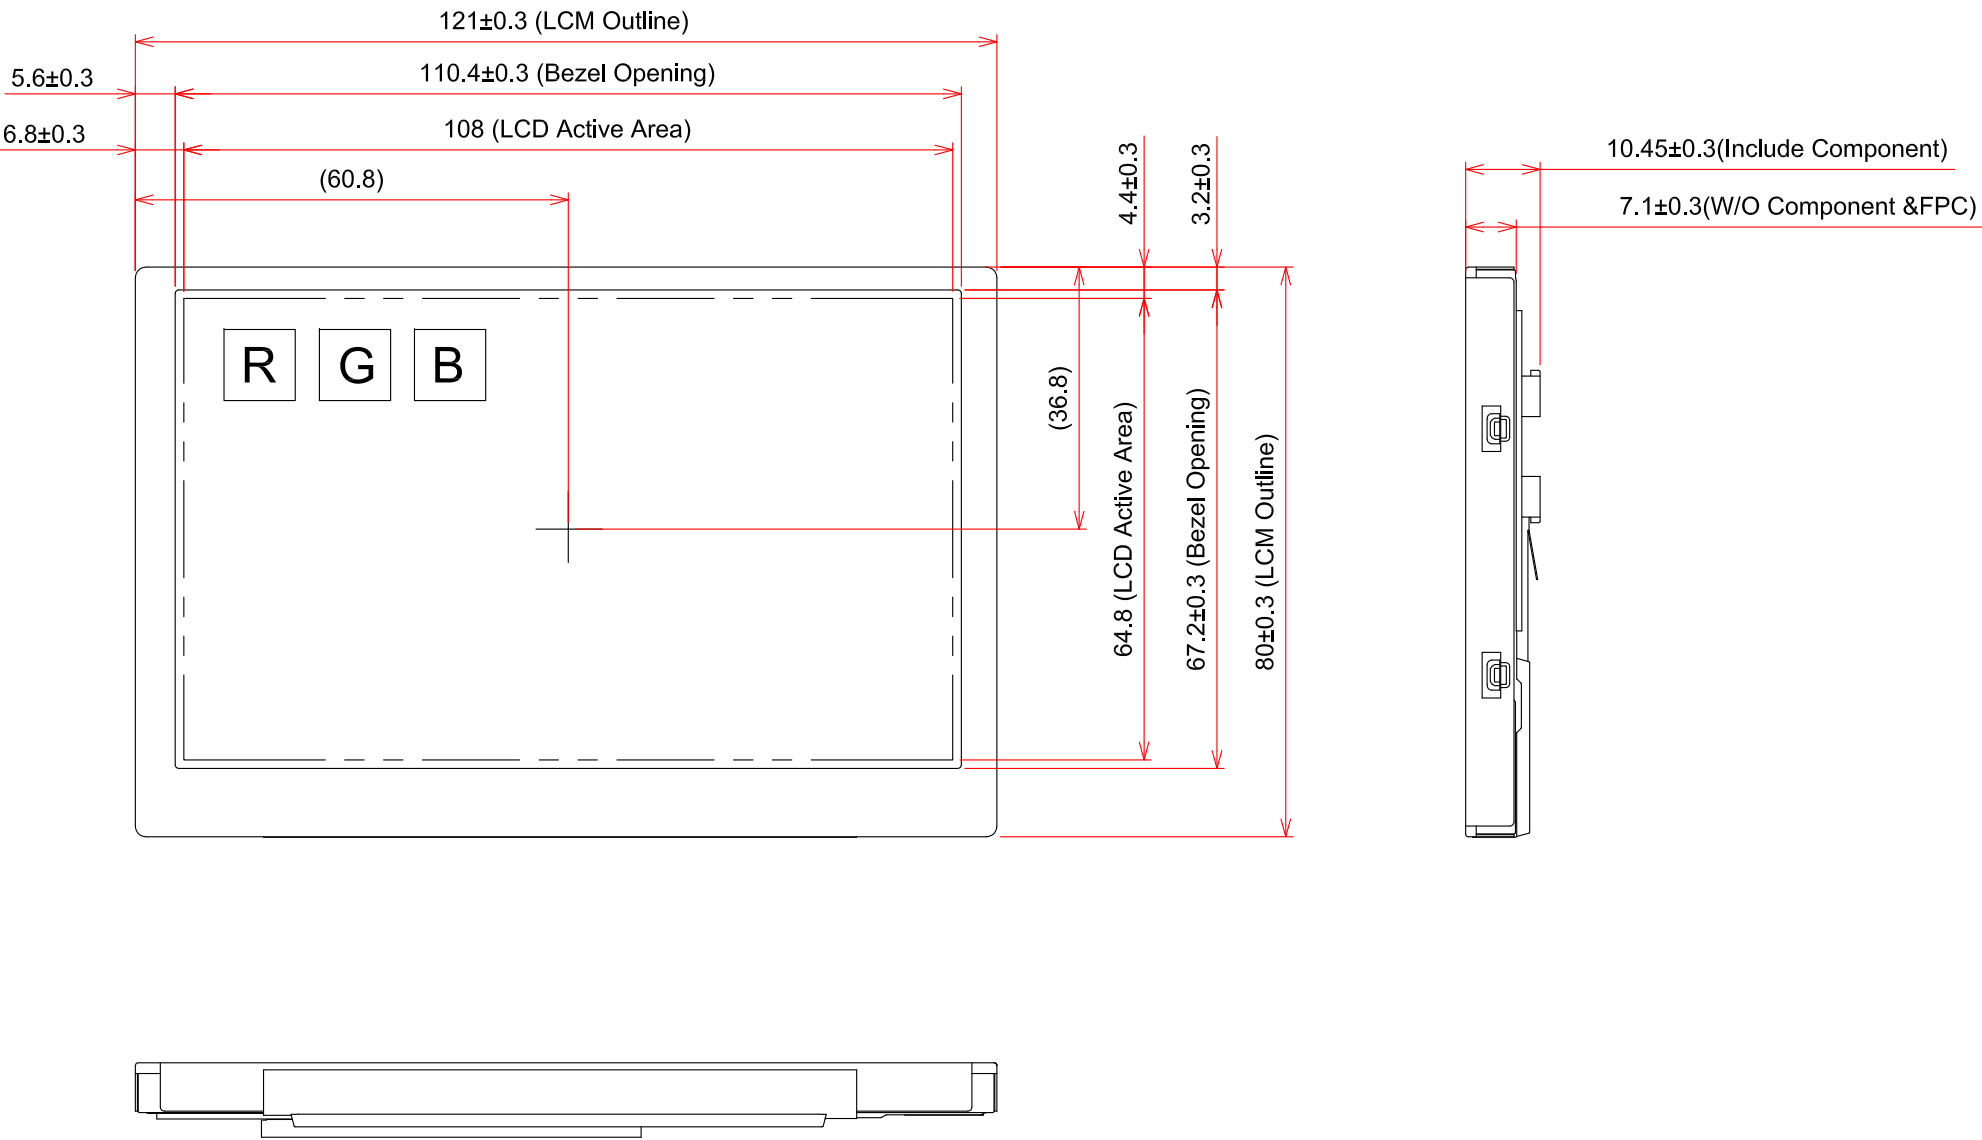 121±0.3 (LCM Outline)
5.6±0.3
110.4±0.3 (Bezel Opening)
6.8±0.3
108 (LCD Active Area)
(60.8)
4.4±0.3
3.2±0.3
10.45±0.3(Include Component)
7.1±0.3(W/O Component &FPC)
R G B
(36.8)
64.8 (LCD Active Area)
67.2±0.3 (Bezel Opening)
80±0.3 (LCM Outline)